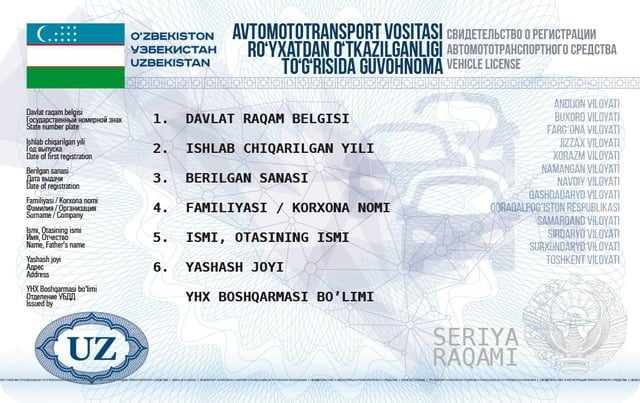 O‘ZBEKISTON
УЗБЕКИСТАН
UZBEKISTAN
AVTOMOTOTRANSPORT VOSITASI
RO‘YXATDAN O‘TKAZILGANLIGI
TO‘G‘RISIDA GUVOHNOMA
СВИДЕТЕЛЬСТВО О РЕГИСТРАЦИИ
АВТОМОТОТРАНСПОРТНОГО СРЕДСТВА
VEHICLE LICENSE
Davlat raqam belgisi
Государственный номерной знак
State number plate
1. DAVLAT RAQAM BELGISI
Ishlab chiqarilgan yili
Год выпуска
Date of first registration
2. ISHLAB CHIQARILGAN YILI
Berilgan sanasi
Дата выдачи
Date of registration
3. BERILGAN SANASI
Familiyasi / Korxona nomi
Фамилия / Организация
Surname / Company
4. FAMILIYASI / KORXONA NOMI
Ismi, Otasining ismi
Имя, Отчество
Name, Father's name
5. ISMI, OTASINING ISMI
Yashash joyi
Адрес
Address
6. YASHASH JOYI
YHX Boshqarmasi bo‘limi
Отделение УБДД
Issued by
YHX BOSHQARMASI BO’LIMI
ANDIJON VILOYATI
BUXORO VILOYATI
FARG‘ONA VILOYATI
JIZZAX VILOYATI
XORAZM VILOYATI
NAMANGAN VILOYATI
NAVOIY VILOYATI
QASHQADARYO VILOYATI
QORAQALPOG‘ISTON RESPUBLIKASI
SAMARQAND VILOYATI
SIRDARYO VILOYATI
SURXONDARYO VILOYATI
TOSHKENT VILOYATI
UZ
SERIYA
RAQAMI